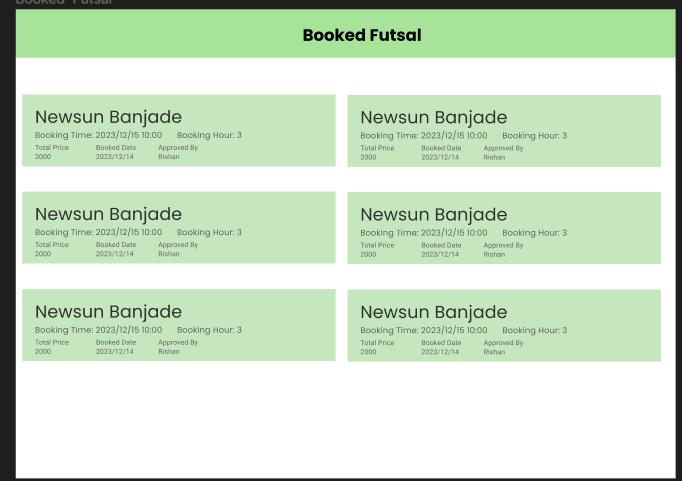 Booked Futsal
Booked Futsal
Newsun Banjade
Booking Time: 2023/12/15 10:00 Booking Hour: 3
Total Price Booked Date Approved By
2000 2023/12/14 Rishan
Newsun Banjade
Booking Time: 2023/12/15 10:00 Booking Hour: 3
Total Price Booked Date Approved By
2000 2023/12/14 Rishan
Newsun Banjade
Booking Time: 2023/12/15 10:00 Booking Hour: 3
Total Price Booked Date Approved By
2000 2023/12/14 Rishan
Newsun Banjade
Booking Time: 2023/12/15 10:00 Booking Hour: 3
Total Price Booked Date Approved By
2000 2023/12/14 Rishan
Newsun Banjade
Booking Time: 2023/12/15 10:00 Booking Hour: 3
Total Price Booked Date Approved By
2000 2023/12/14 Rishan
Newsun Banjade
Booking Time: 2023/12/15 10:00 Booking Hour: 3
Total Price Booked Date Approved By
2000 2023/12/14 Rishan